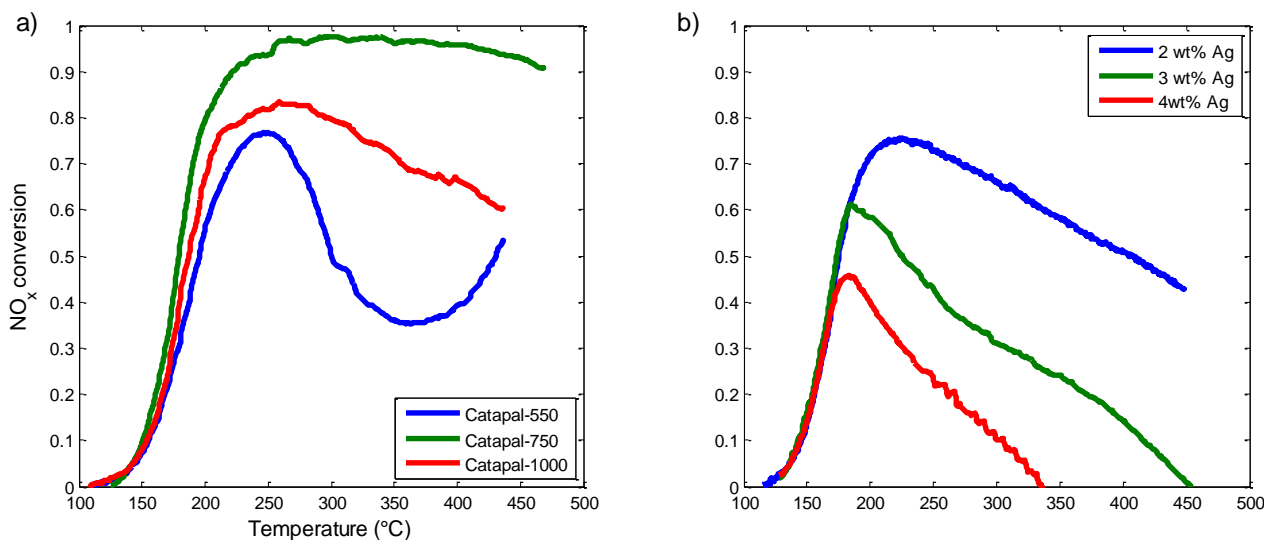 a)
NOx conversion
1
0.9
0.8
0.7
0.6
0.5
0.4
0.3
0.2
0.1
0
100 150 200 250 300 350 400 450 500
Temperature (°C)
Catapal-550
Catapal-750
Catapal-1000
b)
1
0.9
0.8
0.7
0.6
0.5
0.4
0.3
0.2
0.1
0
100 150 200 250 300 350 400 450 500
2 wt% Ag
3 wt% Ag
4wt% Ag